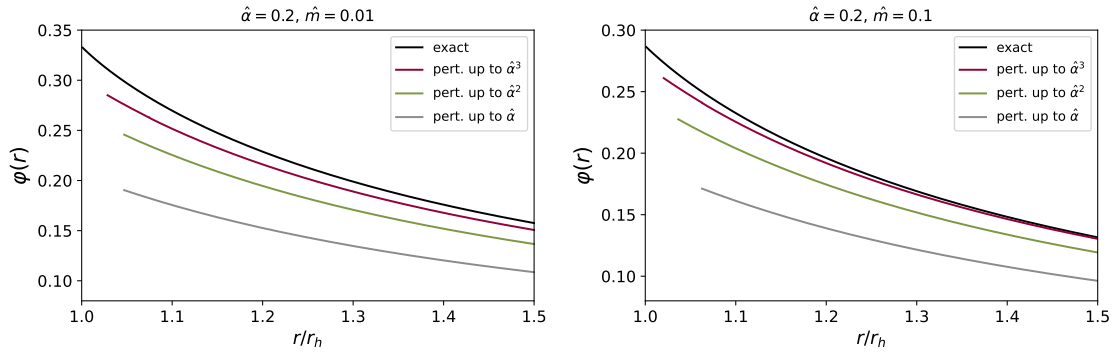 α̂ = 0.2, m̂ = 0.01
0.35
0.30
0.25
0.20
0.15
0.10
φ(r)
exact
pert. up to α̂³
pert. up to α̂²
pert. up to α̂
1.0 1.1 1.2 1.3 1.4 1.5
r/r_h
α̂ = 0.2, m̂ = 0.1
0.30
0.25
0.20
0.15
0.10
φ(r)
exact
pert. up to α̂³
pert. up to α̂²
pert. up to α̂
1.0 1.1 1.2 1.3 1.4 1.5
r/r_h